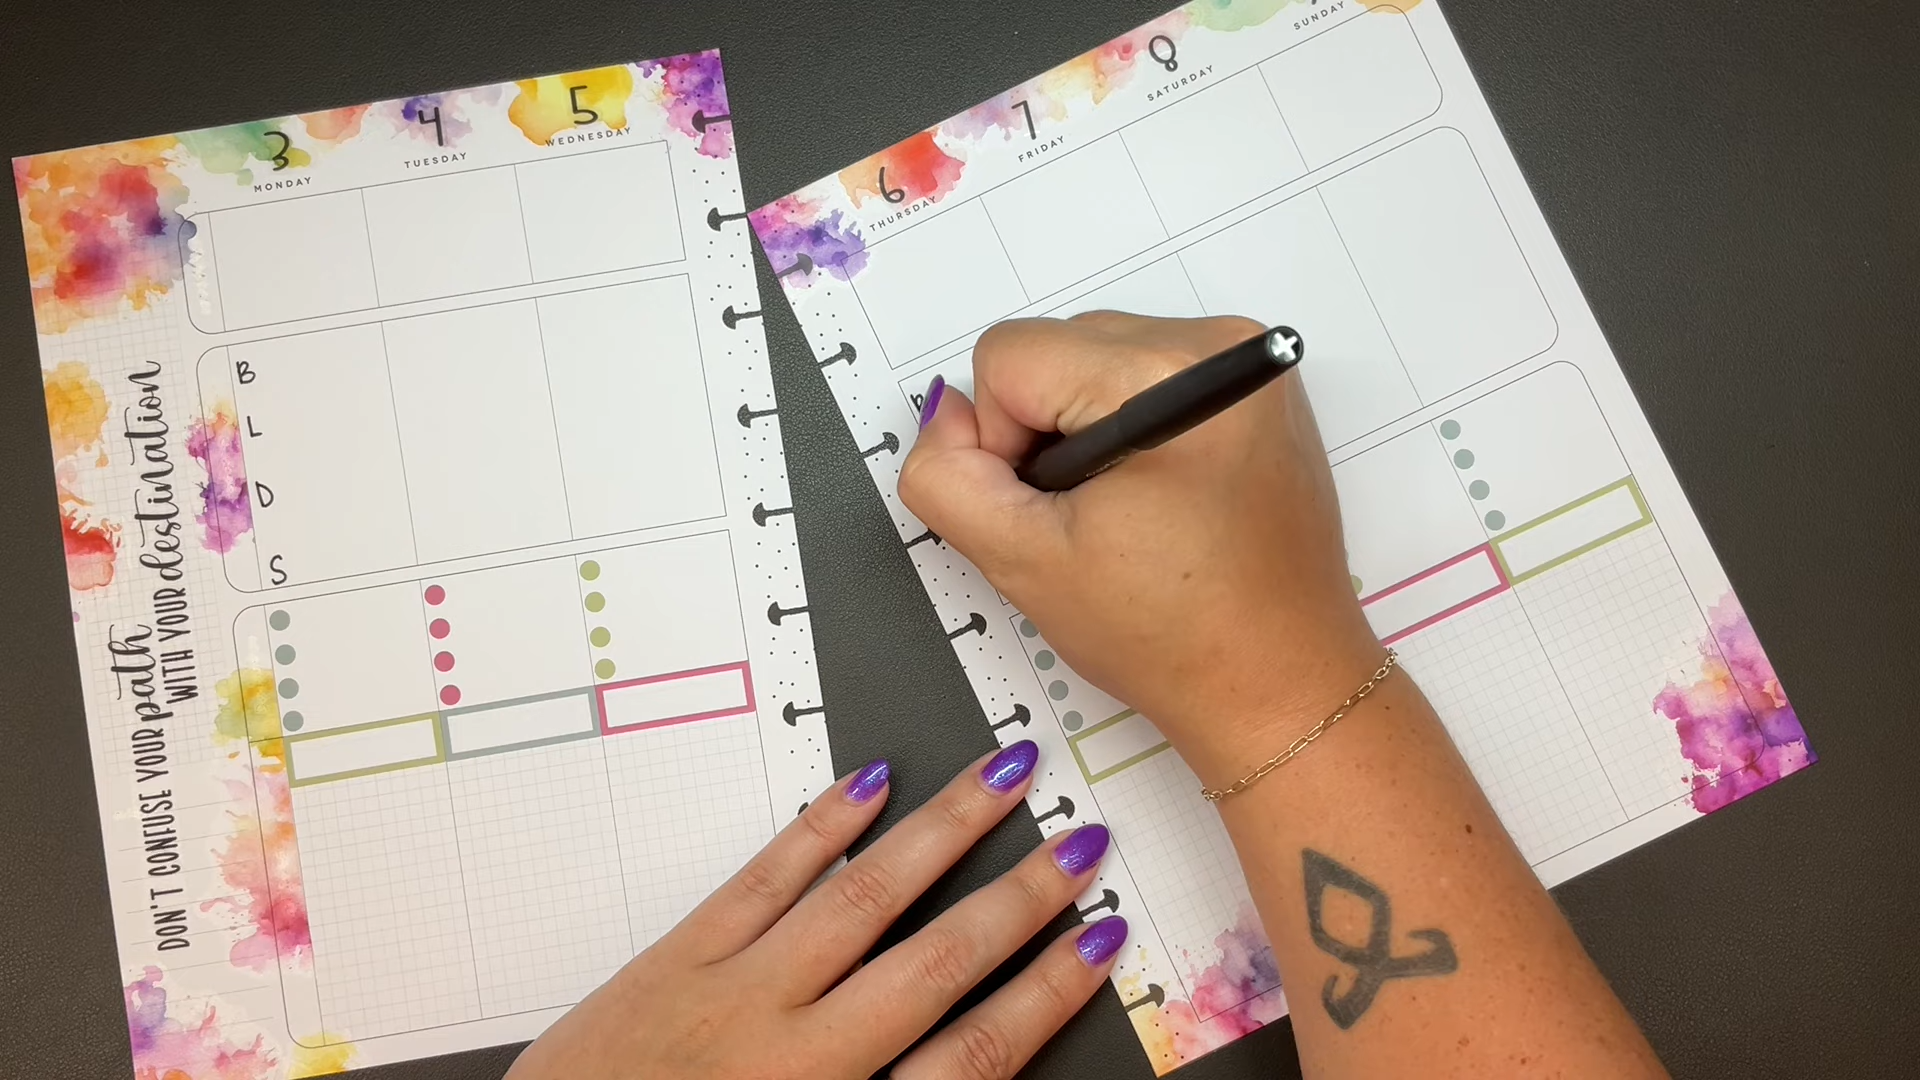 3
MONDAY
4
TUESDAY
5
WEDNESDAY
6
THURSDAY
7
FRIDAY
8
SATURDAY
SUNDAY
B
L
D
S
DON'T CONFUSE YOUR path
WITH YOUR destination